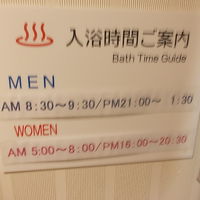 入浴時間ご案内
Bath Time Guide
MEN
AM 8:30～9:30/PM21:00～ 1:30
WOMEN
AM 5:00～8:00/PM16:00～20:30